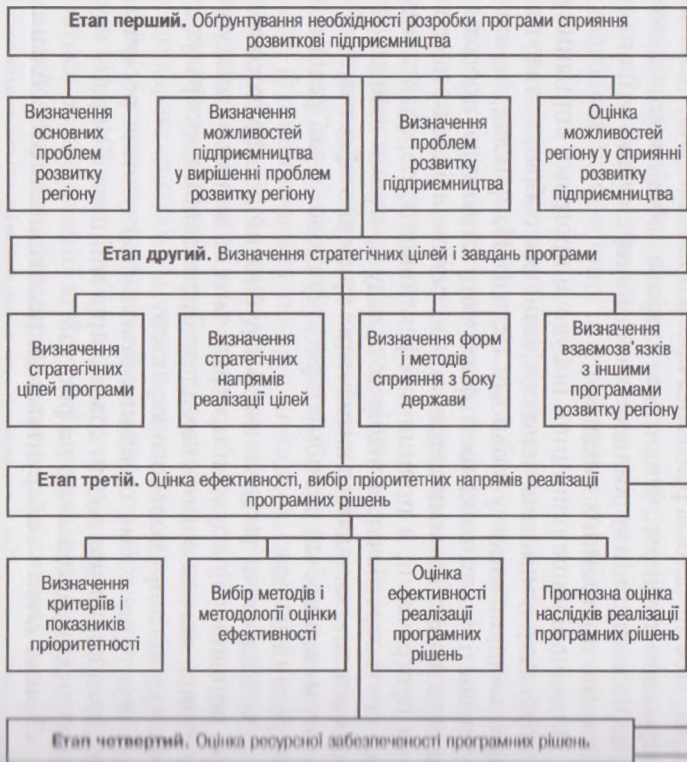 Етап перший. Обґрунтування необхідності розробки програми сприяння
розвиткові підприємництва
Визначення
основних
проблем
розвитку
регіону
Визначення
можливостей
підприємництва
у вирішенні проблем
розвитку регіону
Визначення
проблем
розвитку
підприємництва
Оцінка
можливостей
регіону у сприянні
розвитку
підприємництва
Етап другий. Визначення стратегічних цілей і завдань програми
Визначення
стратегічних
цілей програми
Визначення
стратегічних
напрямів
реалізації цілей
Визначення форм
і методів
сприяння з боку
держави
Визначення
взаємозв'язків
з іншими
програмами
розвитку регіону
Етап третій. Оцінка ефективності, вибір пріоритетних напрямів реалізації
програмних рішень
Визначення
критеріїв і
показників
пріоритетності
Вибір методів і
методології оцінки
ефективності
Оцінка
ефективності
реалізації
програмних
рішень
Прогнозна оцінка
наслідків реалізації
програмних рішень
Етап четвертий. Оцінка ресурсної забезпеченості програмних рішень